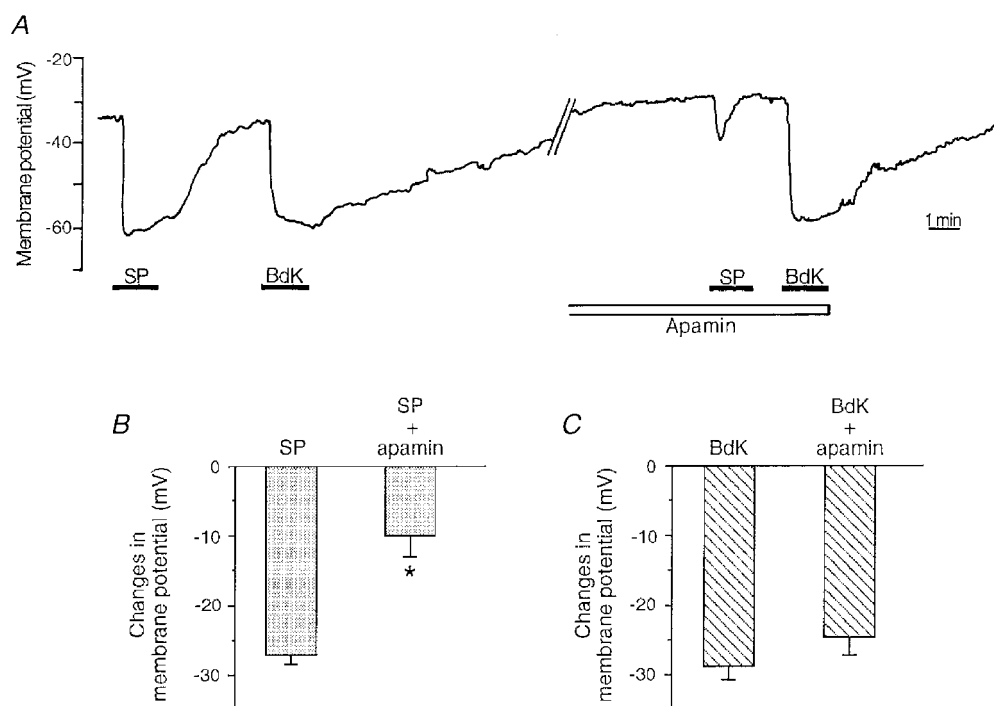 A
Membrane potential (mV)
-20
-40
-60
SP
BdK
SP
BdK
Apamin
1 min
B
SP
SP
+
apamin
Changes in
membrane potential (mV)
0
-10
-20
-30
*
C
BdK
BdK
+
apamin
Changes in
membrane potential (mV)
0
-10
-20
-30